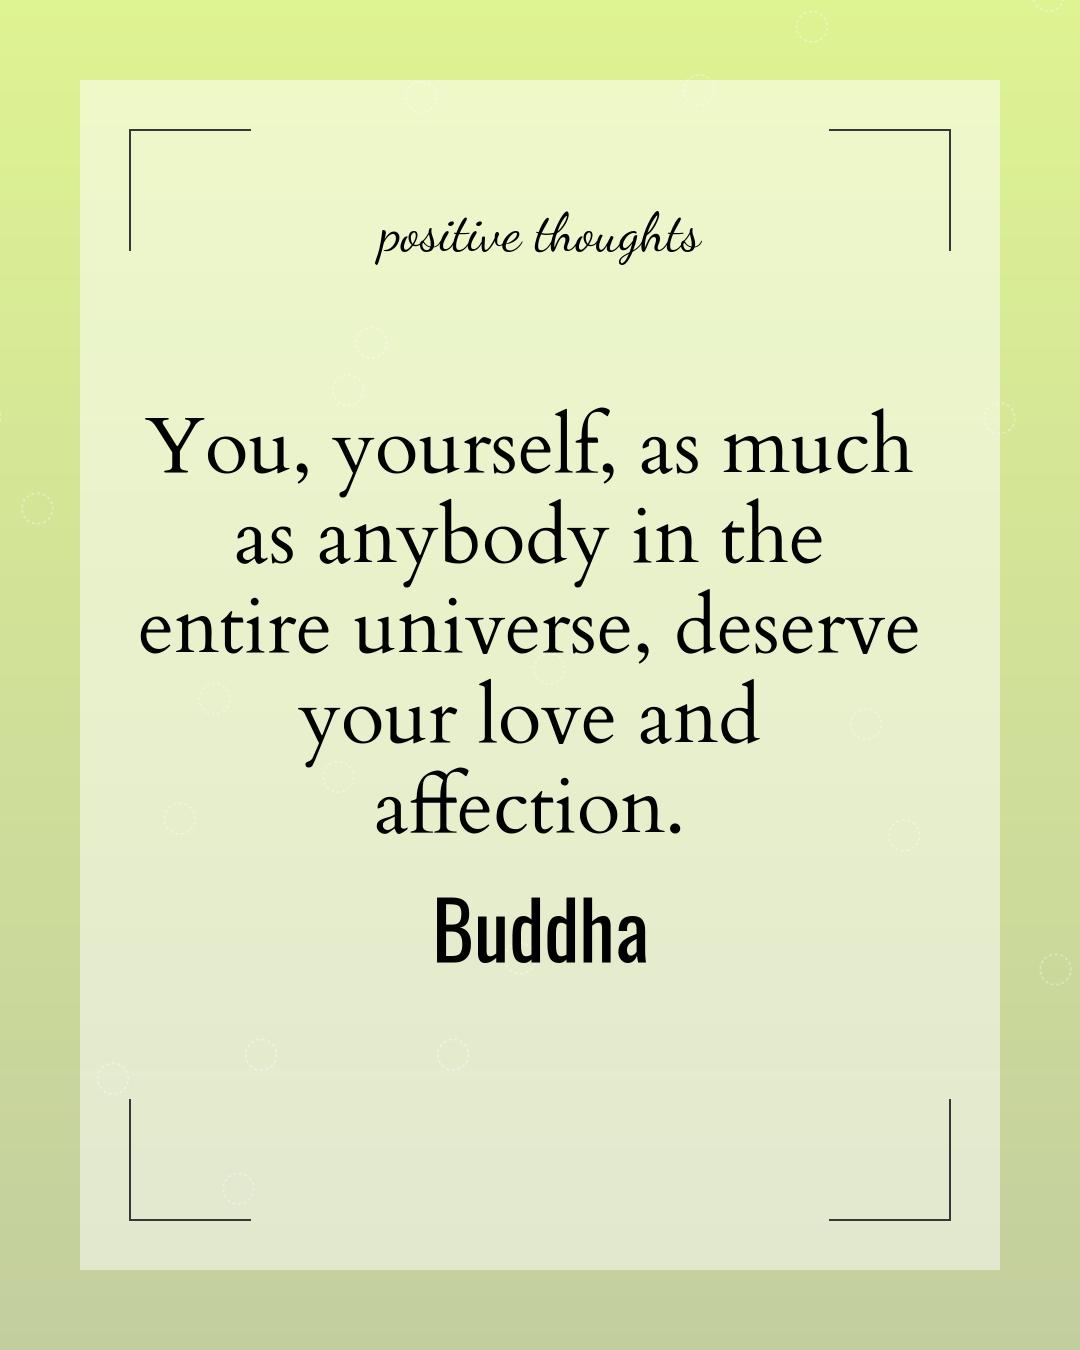 positive thoughts
You, yourself, as much
as anybody in the
entire universe, deserve
your love and
affection.
Buddha